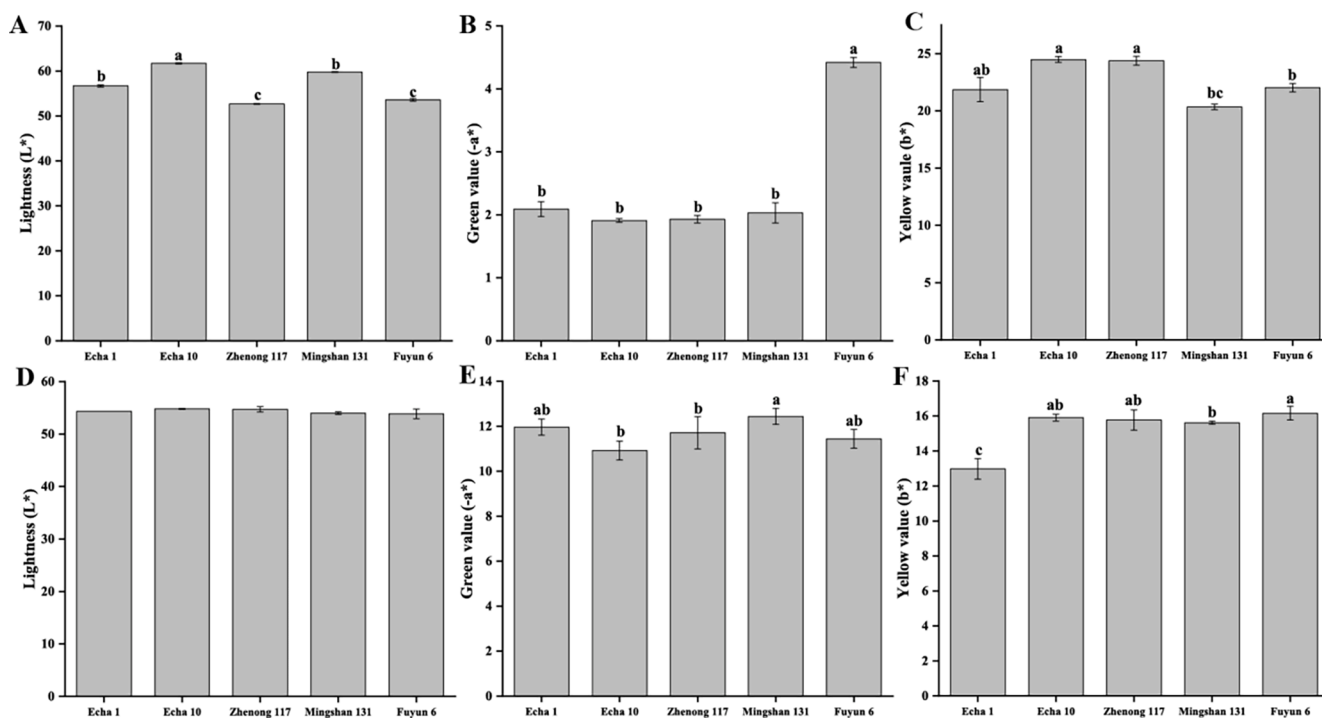 A
Lightness (L*)
70
60
50
40
30
20
10
0
b
a
c
b
c
Echa 1 Echa 10 Zhenong 117 Mingshan 131 Fuyun 6
B
Green value (-a*)
5
4
3
2
1
0
b
b
b
b
a
Echa 1 Echa 10 Zhenong 117 Mingshan 131 Fuyun 6
C
Yellow vaule (b*)
25
20
15
10
5
0
ab
a
a
bc
b
Echa 1 Echa 10 Zhenong 117 Mingshan 131 Fuyun 6
D
Lightness (L*)
60
50
40
30
20
10
0
Echa 1 Echa 10 Zhenong 117 Mingshan 131 Fuyun 6
E
Green value (-a*)
14
12
10
8
6
4
2
0
ab
b
b
a
ab
Echa 1 Echa 10 Zhenong 117 Mingshan 131 Fuyun 6
F
Yellow value (b*)
18
16
14
12
10
8
6
4
2
0
c
ab
ab
b
a
Echa 1 Echa 10 Zhenong 117 Mingshan 131 Fuyun 6